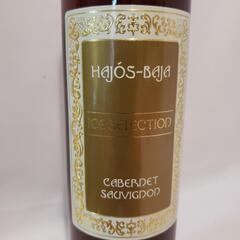 HAJÓS-BAJA
ICE SELECTION
CABERNET
SAUVIGNON